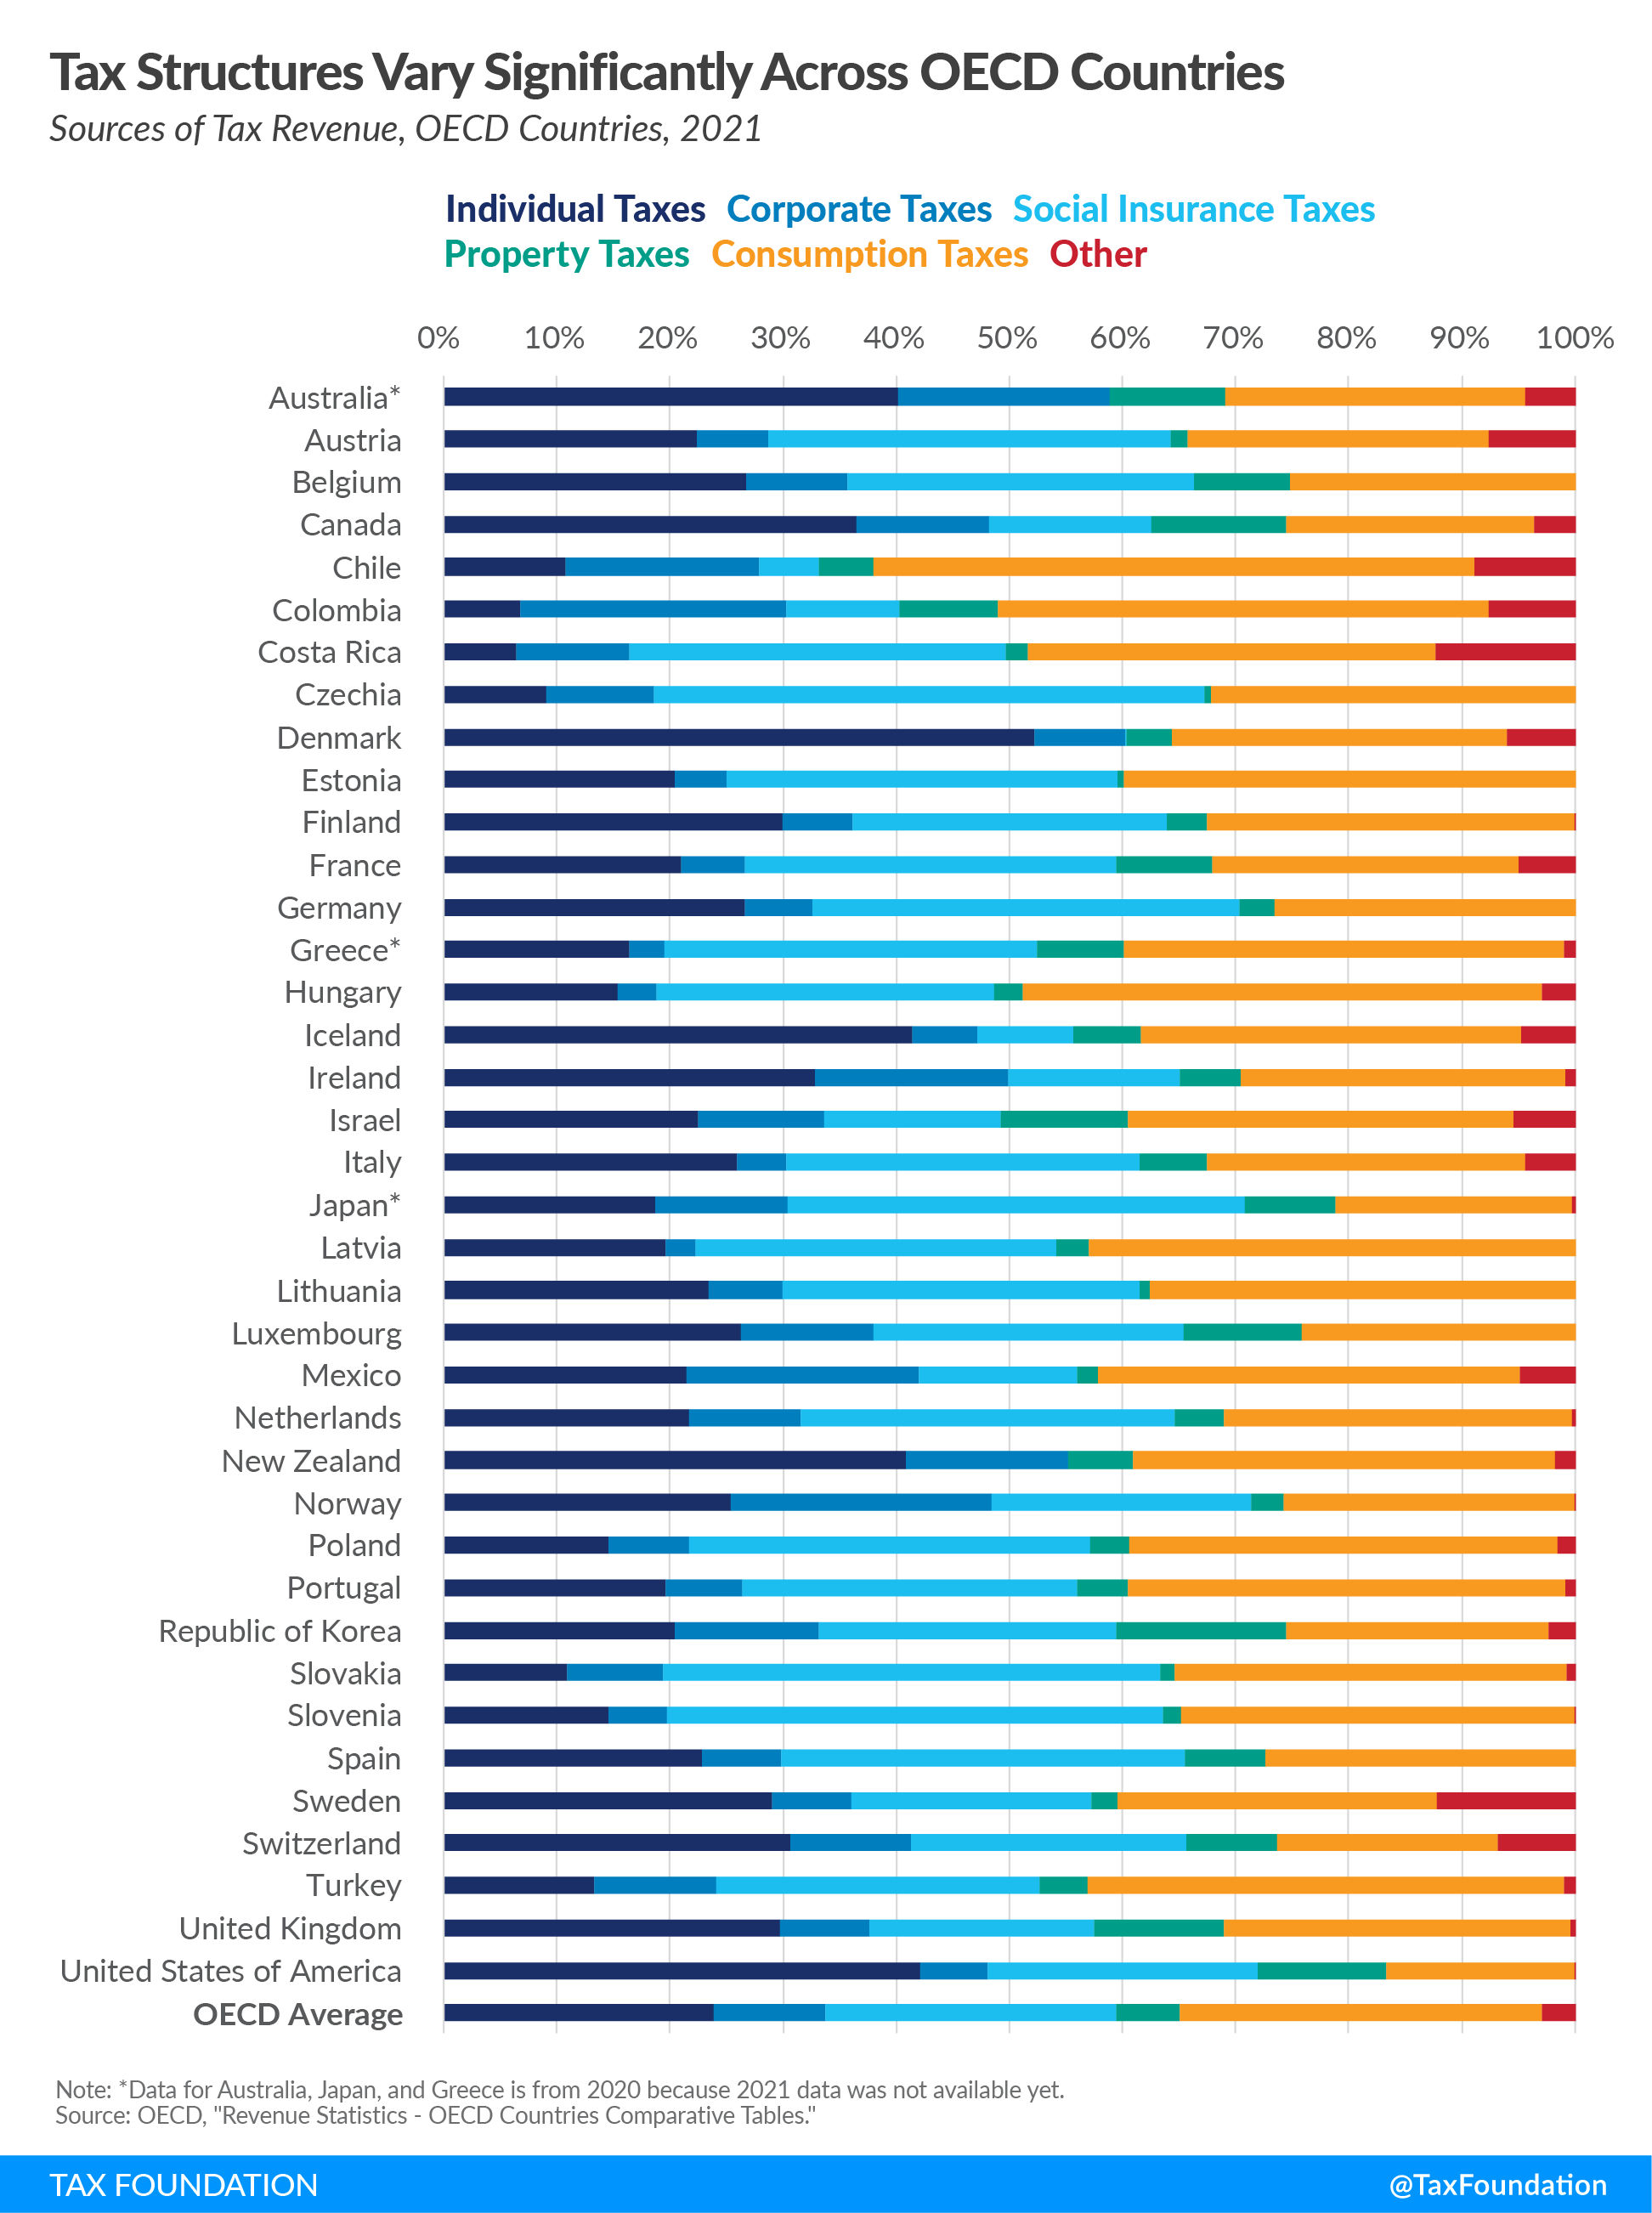 Tax Structures Vary Significantly Across OECD Countries
Sources of Tax Revenue, OECD Countries, 2021
Individual Taxes Corporate Taxes Social Insurance Taxes
Property Taxes Consumption Taxes Other
0% 10% 20% 30% 40% 50% 60% 70% 80% 90% 100%
Australia*
Austria
Belgium
Canada
Chile
Colombia
Costa Rica
Czechia
Denmark
Estonia
Finland
France
Germany
Greece*
Hungary
Iceland
Ireland
Israel
Italy
Japan*
Latvia
Lithuania
Luxembourg
Mexico
Netherlands
New Zealand
Norway
Poland
Portugal
Republic of Korea
Slovakia
Slovenia
Spain
Sweden
Switzerland
Turkey
United Kingdom
United States of America
OECD Average
Note: *Data for Australia, Japan, and Greece is from 2020 because 2021 data was not available yet.
Source: OECD, "Revenue Statistics - OECD Countries Comparative Tables."
TAX FOUNDATION @TaxFoundation